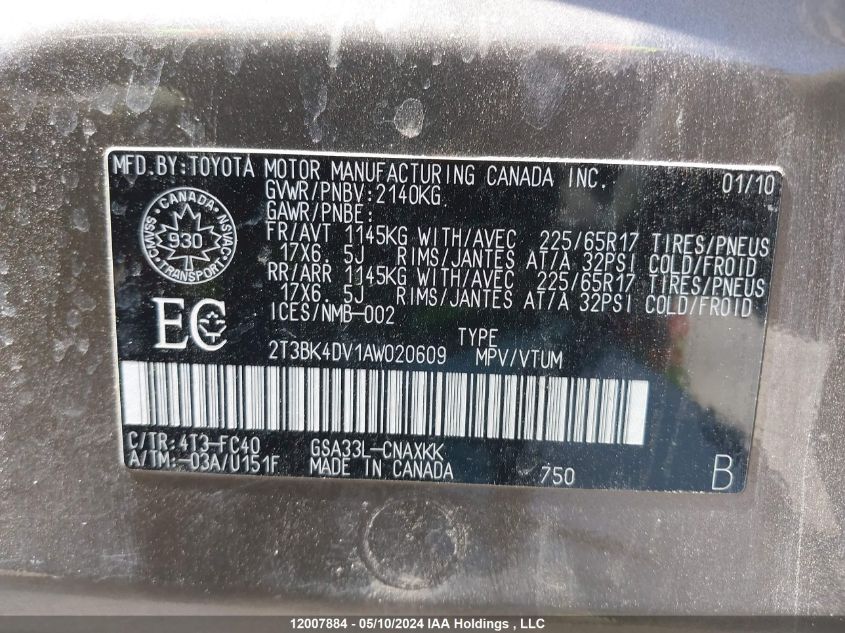 MFD.BY:TOYOTA MOTOR MANUFACTURING CANADA INC. 01/10
GVWR/PNBV:2140KG
GAWR/PNBE:
FR/AVT 1145KG WITH/AVEC 225/65R17 TIRES/PNEUS
17X6. 5J RIMS/JANTES AT/A 32PSI COLD/FROID
RR/ARR 1145KG WITH/AVEC 225/65R17 TIRES/PNEUS
17X6. 5J RIMS/JANTES AT/A 32PSI COLD/FROID
ICES/NMB-002
CANADA
CMVSS NSVAC
930
TRANSPORT
EC
TYPE
2T3BK4DV1AW020609 MPV/VTUM
C/TR:4T3-FC40 GSA33L-CNAXKK
A/TM:-03A/U151F MADE IN CANADA 750 B
12007884 - 05/10/2024 IAA Holdings , LLC